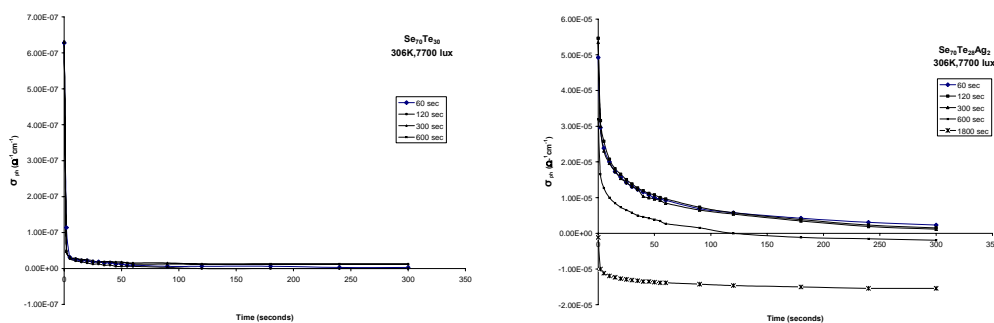 7.00E-07
6.00E-07
5.00E-07
4.00E-07
3.00E-07
2.00E-07
1.00E-07
0.00E+00
-1.00E-07
0 50 100 150 200 250 300 350
Time (seconds)
σ ph (Ω-1cm-1)
Se70Te30
306K,7700 lux
60 sec
120 sec
300 sec
600 sec
6.00E-05
5.00E-05
4.00E-05
3.00E-05
2.00E-05
1.00E-05
0.00E+00
-1.00E-05
-2.00E-05
0 50 100 150 200 250 300 350
Time (seconds)
σ ph (Ω-1cm-1)
Se70Te28Ag2
306K,7700 lux
60 sec
120 sec
300 sec
600 sec
1800 sec